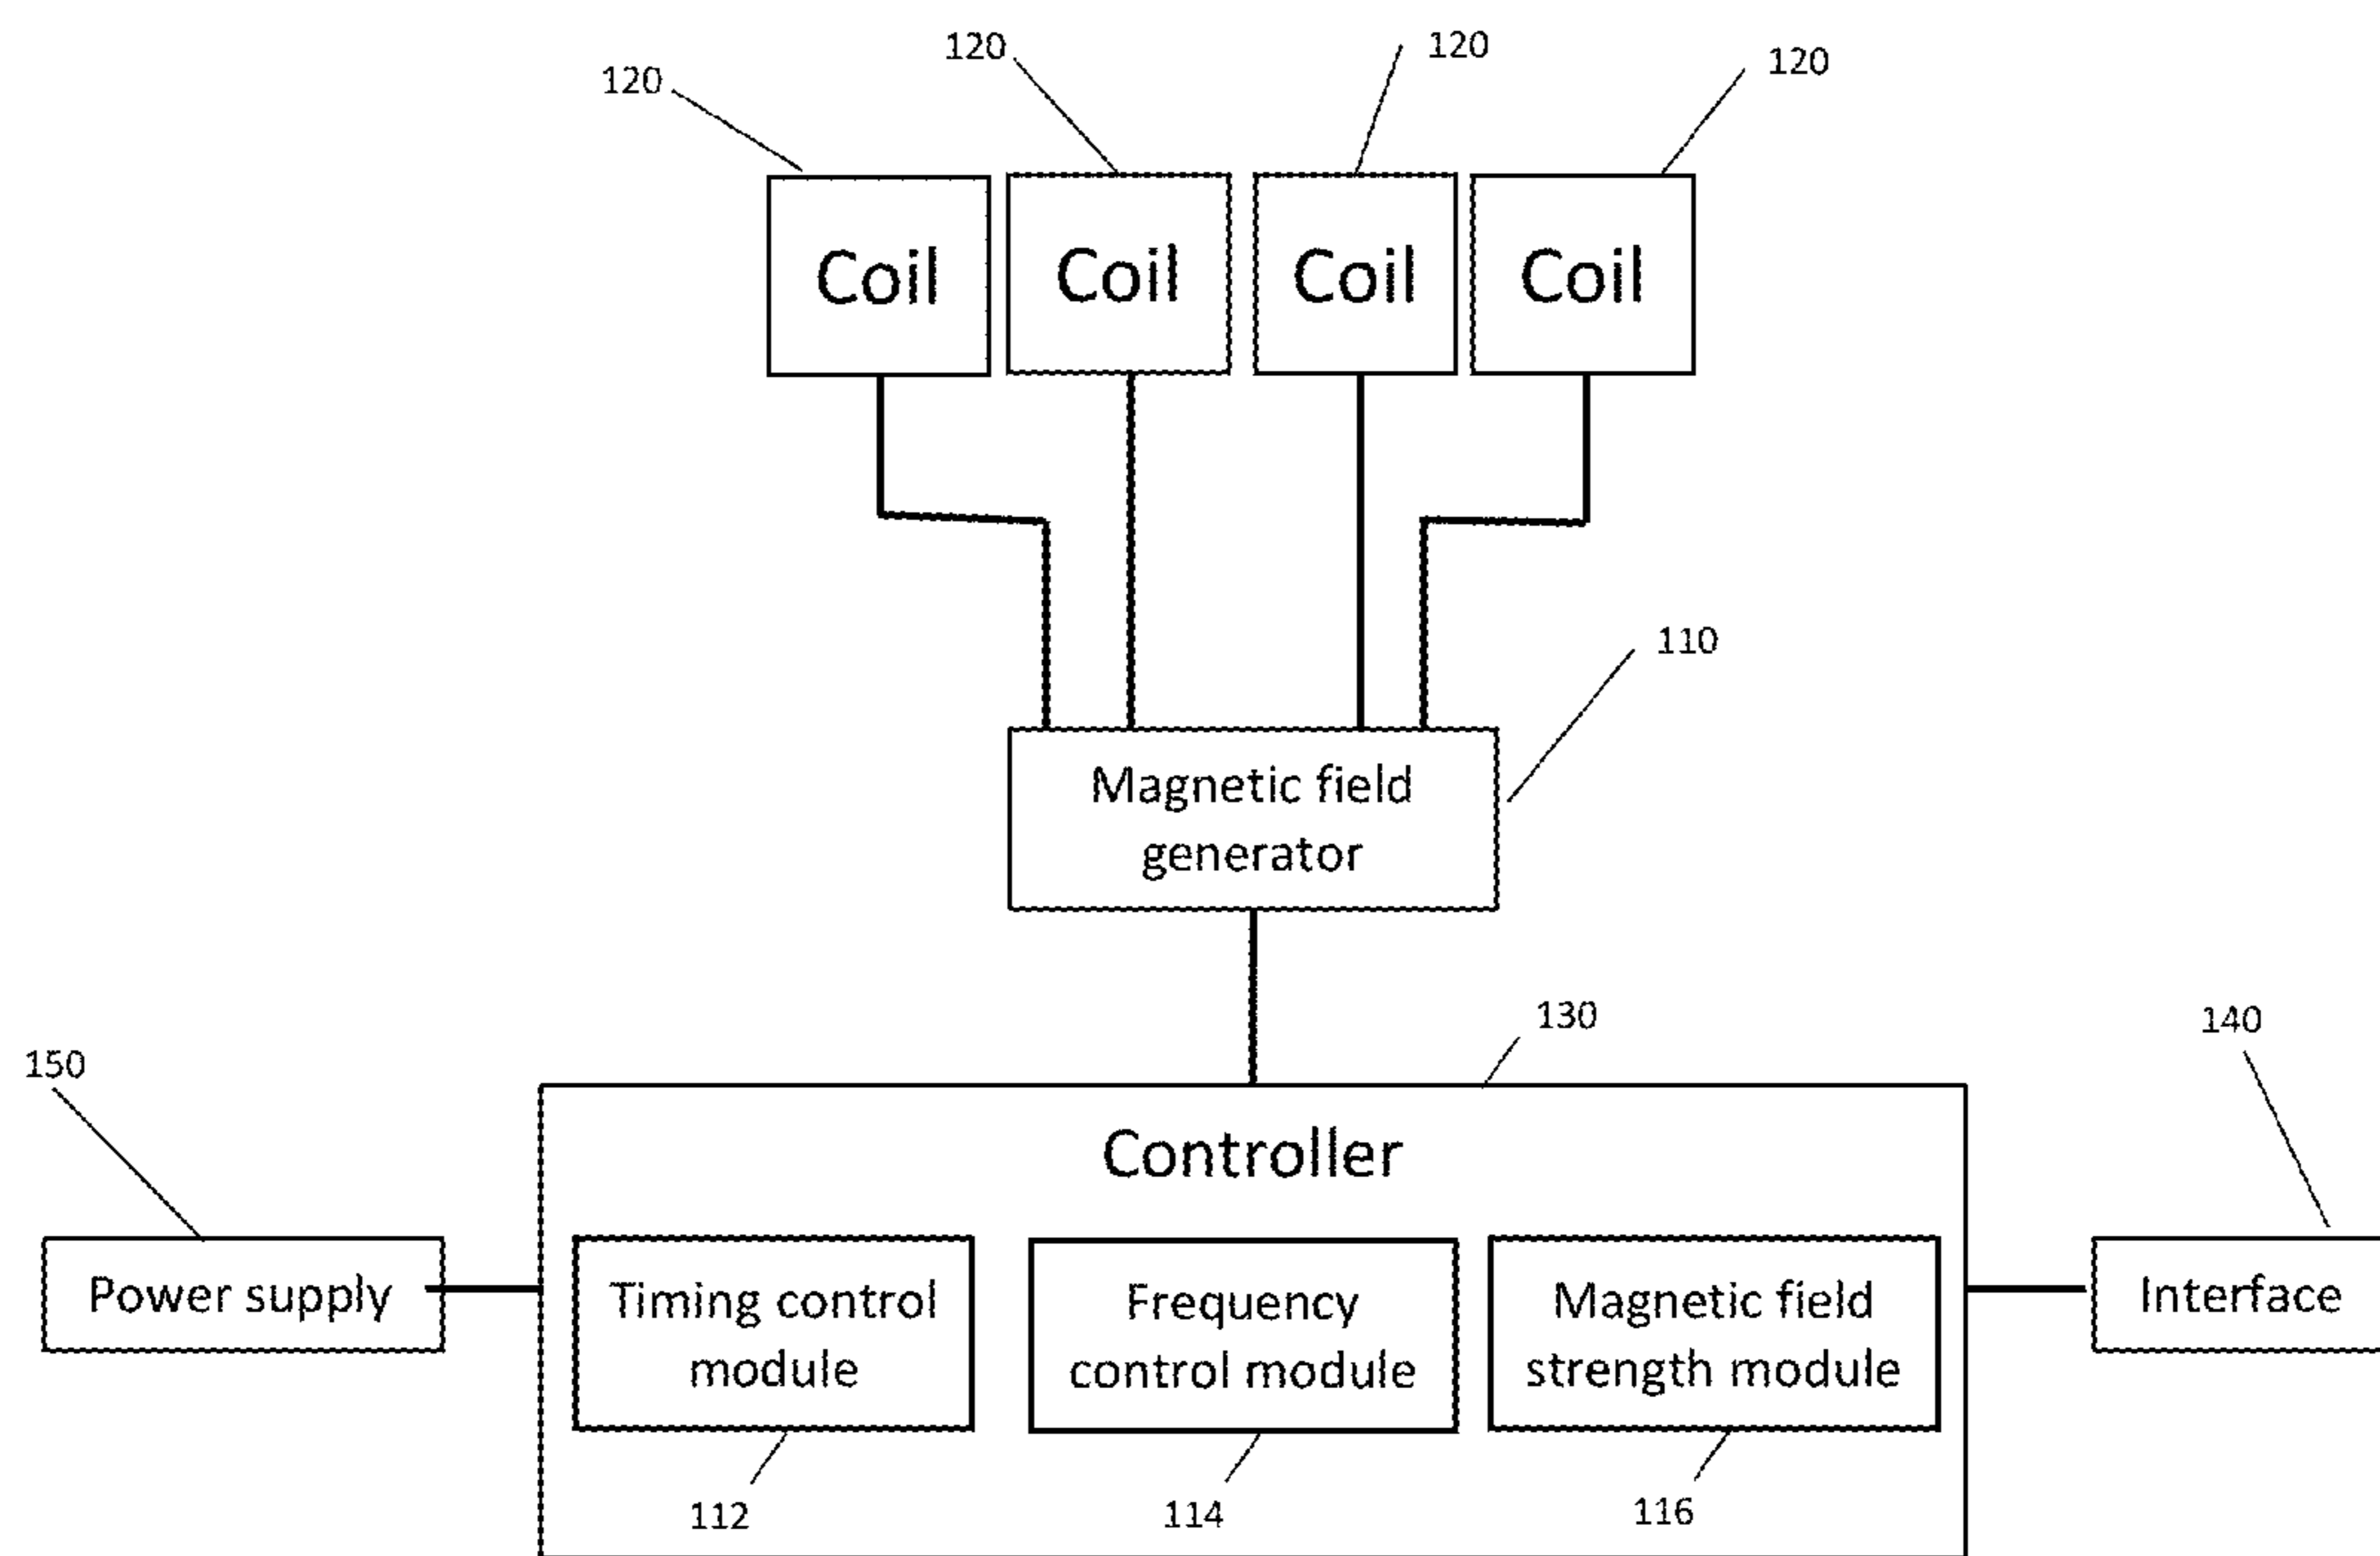 120
120
120
120
Coil
Coil
Coil
Coil
110
Magnetic field
generator
130
140
150
Controller
Power supply
Timing control
module
Frequency
control module
Magnetic field
strength module
Interface
112
114
116